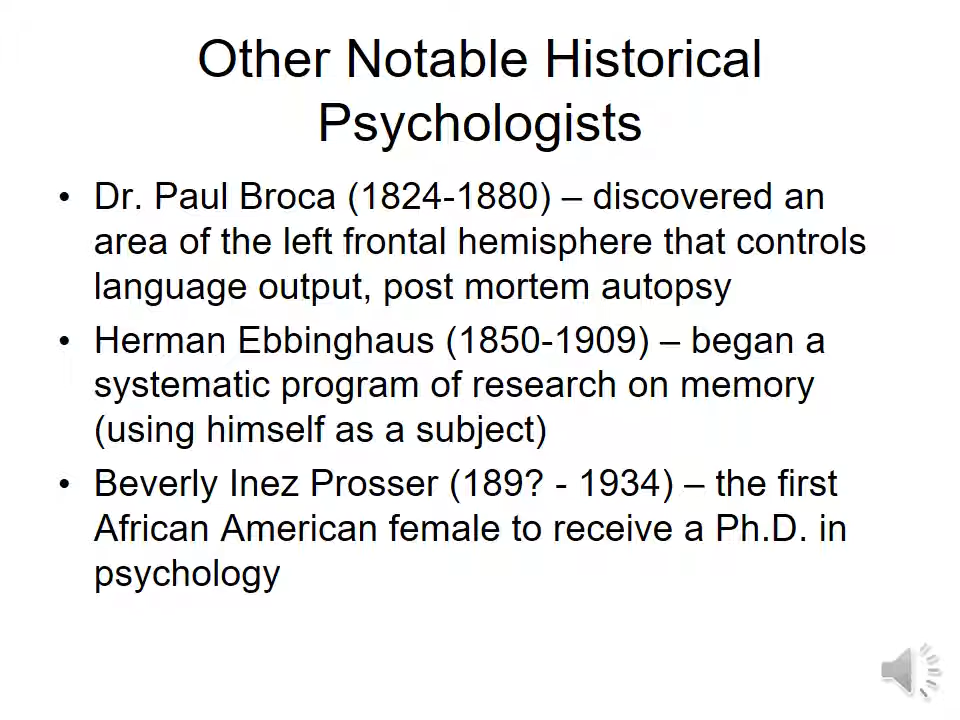 Other Notable Historical
Psychologists
• Dr. Paul Broca (1824-1880) – discovered an
area of the left frontal hemisphere that controls
language output, post mortem autopsy
• Herman Ebbinghaus (1850-1909) – began a
systematic program of research on memory
(using himself as a subject)
• Beverly Inez Prosser (189? - 1934) – the first
African American female to receive a Ph.D. in
psychology